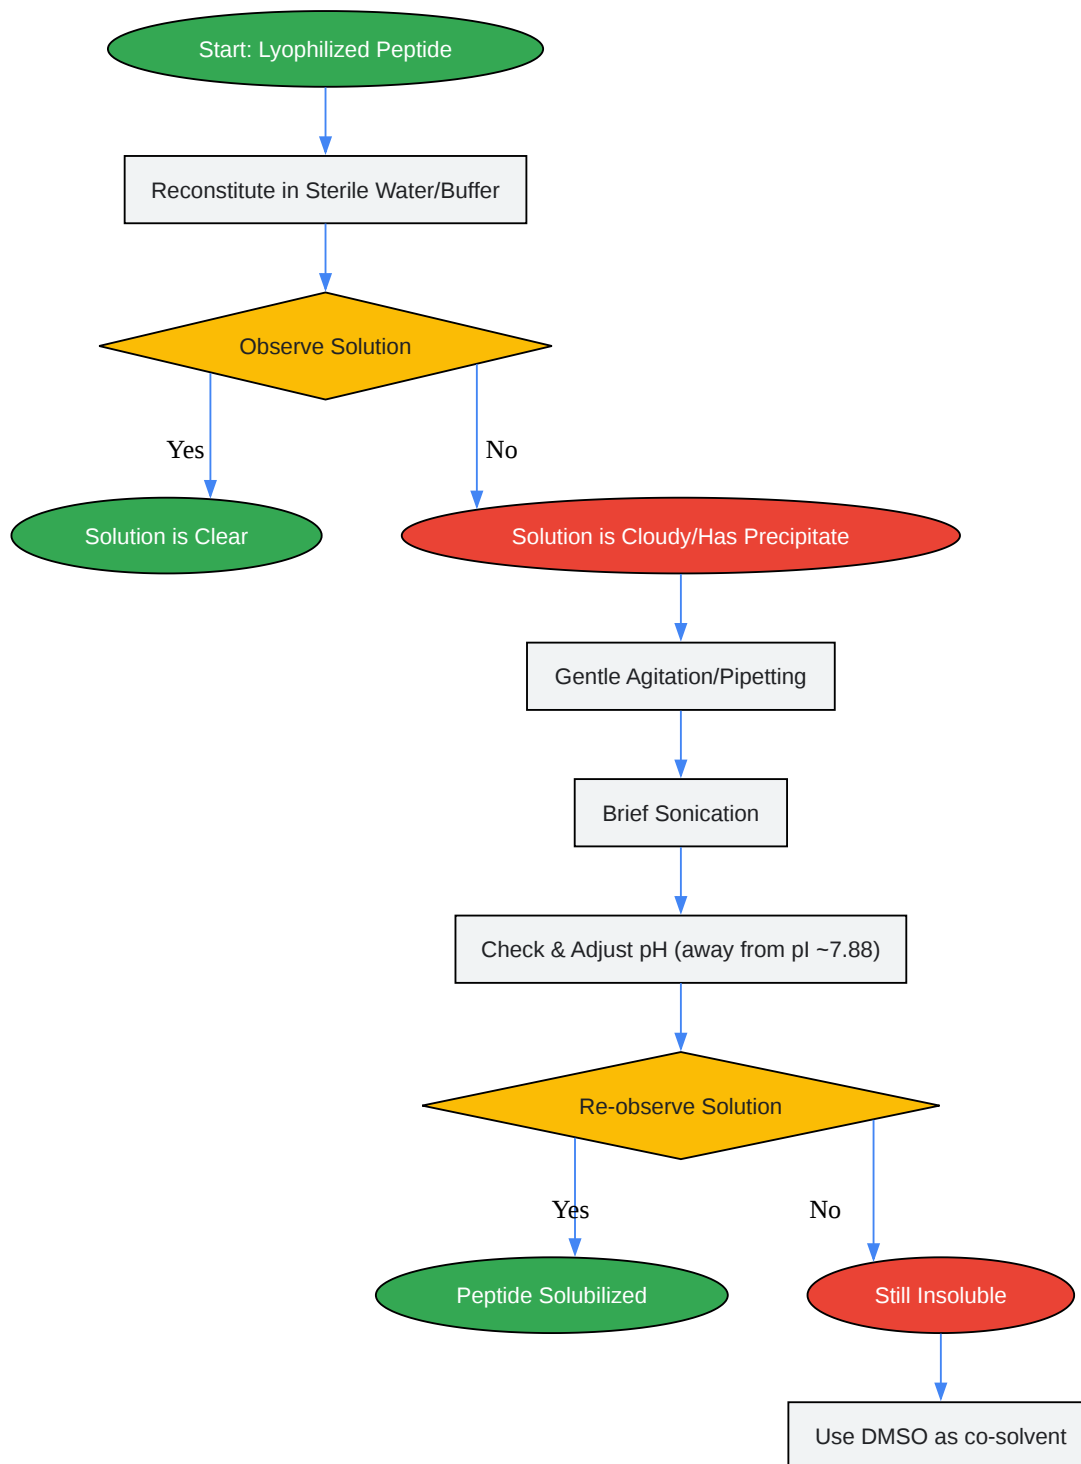 Start: Lyophilized Peptide
Reconstitute in Sterile Water/Buffer
Observe Solution
Yes
No
Solution is Clear
Solution is Cloudy/Has Precipitate
Gentle Agitation/Pipetting
Brief Sonication
Check & Adjust pH (away from pI ~7.88)
Re-observe Solution
Yes
No
Peptide Solubilized
Still Insoluble
Use DMSO as co-solvent